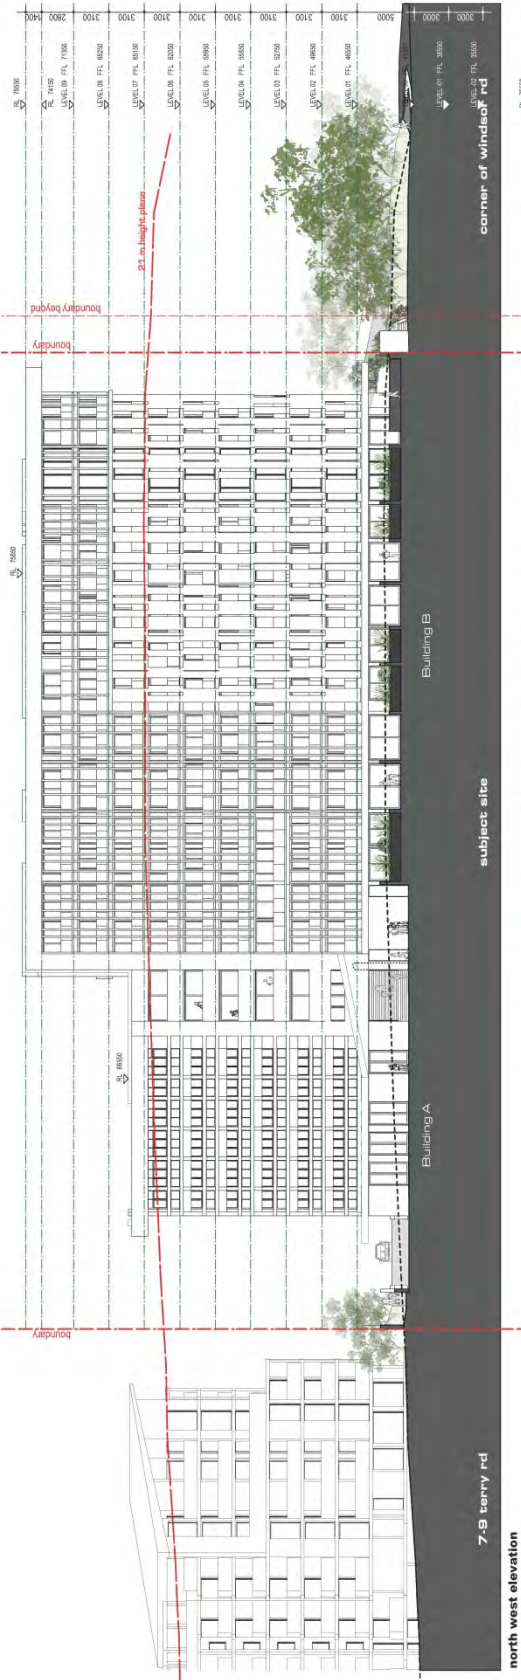 RL 76550
RL 74150
LEVEL 09 FFL 71350
LEVEL 08 FFL 68250
LEVEL 07 FFL 65150
LEVEL 06 FFL 62050
LEVEL 05 FFL 58950
LEVEL 04 FFL 55850
LEVEL 03 FFL 52750
LEVEL 02 FFL 49650
LEVEL 01 FFL 46550
LEVEL -01 FFL 38550
LEVEL -02 FFL 35550
1400
2800
3100
3100
3100
3100
3100
3100
3100
3100
5000
3000
3000
21 m height plane
boundary beyond
boundary
boundary
RL 75650
RL 66550
Building A
Building B
7-9 terry rd
subject site
corner of windsor rd
north west elevation